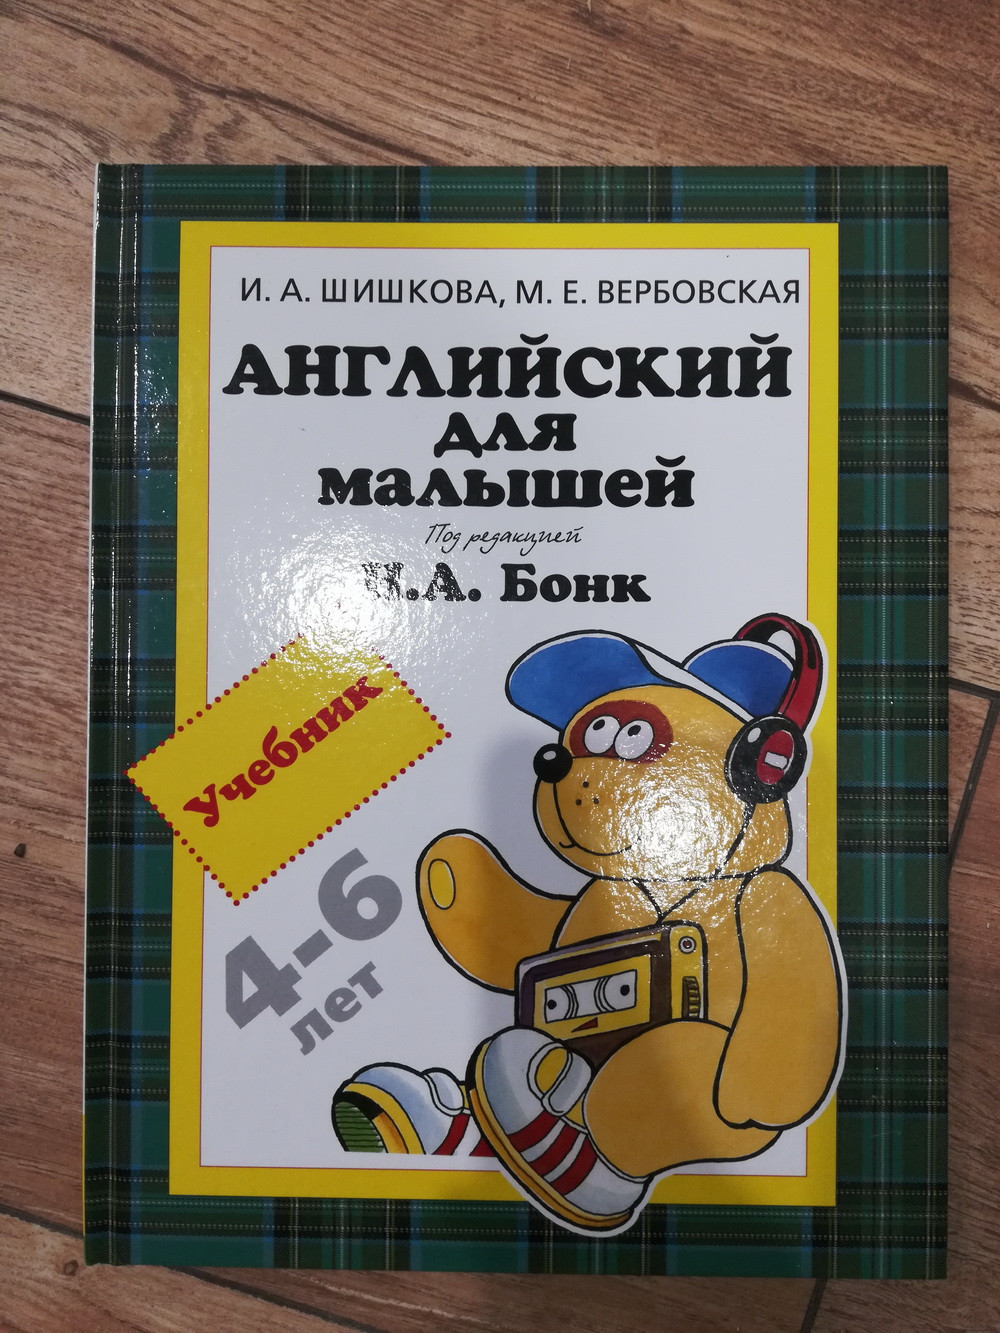 И. А. ШИШКОВА, М. Е. ВЕРБОВСКАЯ
АНГЛИЙСКИЙ
ДЛЯ
МАЛЫШЕЙ
Под редакцией
Н.А. Бонк
Учебник
4-6
лет